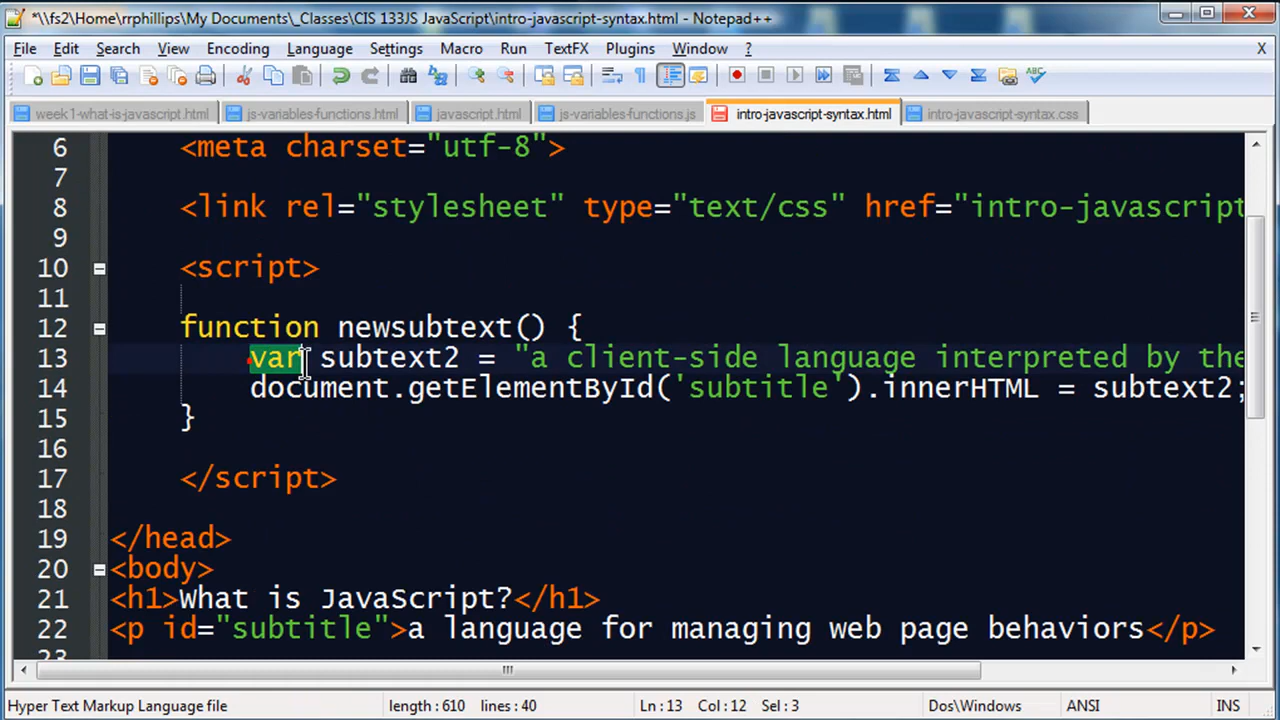 *\\fs2\Home\rrphillips\My Documents\_Classes\CIS 133JS JavaScript\intro-javascript-syntax.html - Notepad++
File Edit Search View Encoding Language Settings Macro Run TextFX Plugins Window ? X
week1-what-is-javascript.html js-variables-functions.html javascript.html js-variables-functions.js intro-javascript-syntax.html intro-javascript-syntax.css
6 <meta charset="utf-8">
7
8 <link rel="stylesheet" type="text/css" href="intro-javascript
9
10 <script>
11
12 function newsubtext() {
13 var subtext2 = "a client-side language interpreted by the
14 document.getElementById('subtitle').innerHTML = subtext2;
15 }
16
17 </script>
18
19 </head>
20 <body>
21 <h1>What is JavaScript?</h1>
22 <p id="subtitle">a language for managing web page behaviors</p>
23
Hyper Text Markup Language file length : 610 lines : 40 Ln : 13 Col : 12 Sel : 3 Dos\Windows ANSI INS